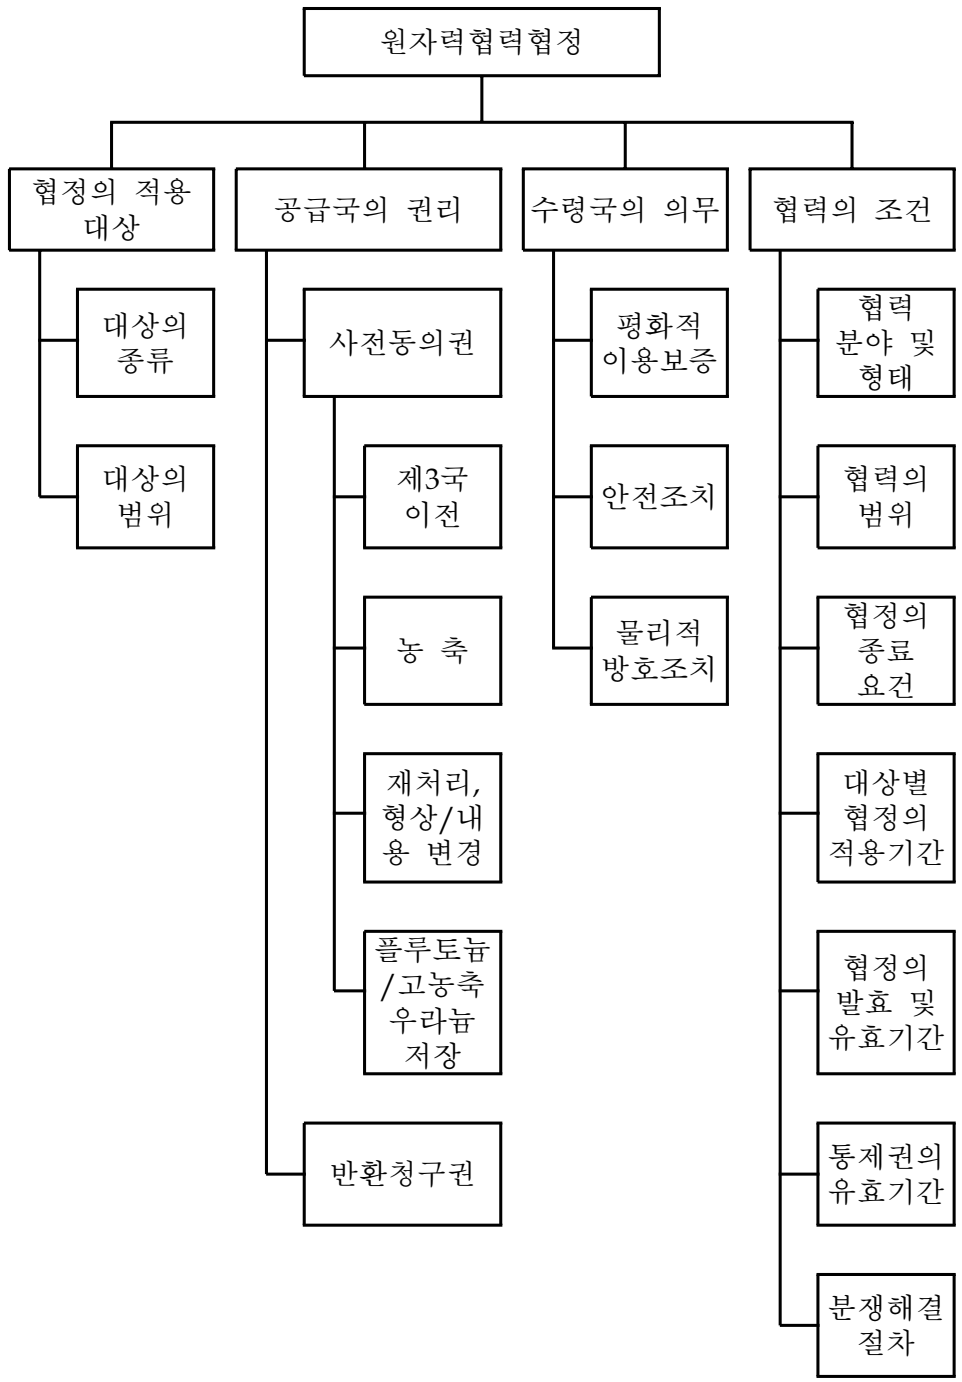 원자력협력협정
협정의 적용
대상
대상의
종류
대상의
범위
공급국의 권리
사전동의권
제3국
이전
농 축
재처리,
형상/내
용 변경
플루토늄
/고농축
우라늄
저장
반환청구권
수령국의 의무
평화적
이용보증
안전조치
물리적
방호조치
협력의 조건
협력
분야 및
형태
협력의
범위
협정의
종료
요건
대상별
협정의
적용기간
협정의
발효 및
유효기간
통제권의
유효기간
분쟁해결
절차